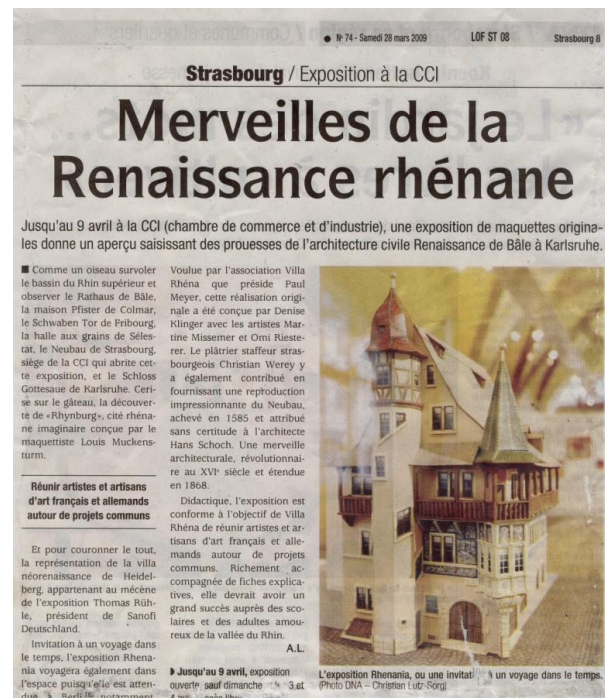 ● N° 74 - Samedi 28 mars 2009 LOF ST 08 Strasbourg 8
Strasbourg / Exposition à la CCI
Merveilles de la
Renaissance rhénane
Jusqu'au 9 avril à la CCI (chambre de commerce et d'industrie), une exposition de maquettes origina-
les donne un aperçu saisissant des prouesses de l'architecture civile Renaissance de Bâle à Karlsruhe.
■ Comme un oiseau survoler
le bassin du Rhin supérieur et
observer le Rathaus de Bâle,
la maison Pfister de Colmar,
le Schwaben Tor de Fribourg,
la halle aux grains de Séles-
tat, le Neubau de Strasbourg,
siège de la CCI qui abrite cet-
te exposition, et le Schloss
Gottesaue de Karlsruhe. Ceri-
se sur le gâteau, la découver-
te de «Rhynburg», cité rhéna-
ne imaginaire conçue par le
maquettiste Louis Muckens-
turm.
Réunir artistes et artisans
d'art français et allemands
autour de projets communs
Et pour couronner le tout,
la représentation de la villa
néorenaissance de Heidel-
berg, appartenant au mécène
de l'exposition Thomas Rüh-
le, président de Sanofi
Deutschland.
Invitation à un voyage dans
le temps, l'exposition Rhena-
nia voyagera également dans
l'espace puisqu'elle est atten-
due à notamment
Voulue par l'association Villa
Rhéna que préside Paul
Meyer, cette réalisation origi-
nale a été conçue par Denise
Klinger avec les artistes Mar-
tine Missemer et Omi Rieste-
rer. Le plâtrier staffeur stras-
bourgeois Christian Werey y
a également contribué en
fournissant une reproduction
impressionnante du Neubau,
achevé en 1585 et attribué
sans certitude à l'architecte
Hans Schoch. Une merveille
architecturale, révolutionnai-
re au XVIe siècle et étendue
en 1868.
Didactique, l'exposition est
conforme à l'objectif de Villa
Rhéna de réunir artistes et ar-
tisans d'art français et alle-
mands autour de projets
communs. Richement ac-
compagnée de fiches explica-
tives, elle devrait avoir un
grand succès auprès des sco-
laires et des adultes amou-
reux de la vallée du Rhin.
A.L.
▶ Jusqu'au 9 avril, exposition
ouverte sauf dimanche et
L'exposition Rhenania, ou une invitation à un voyage dans le temps.
(Photo DNA – Christian Lutz-Sorg)